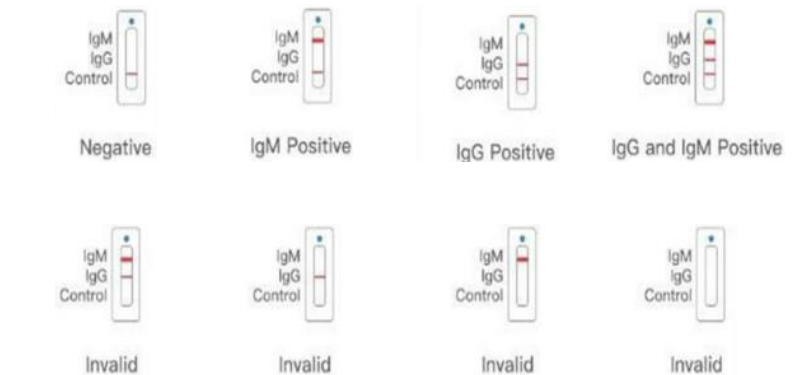 IgM
IgG
Control
Negative
IgM
IgG
Control
IgM Positive
IgM
IgG
Control
IgG Positive
IgM
IgG
Control
IgG and IgM Positive
IgM
IgG
Control
Invalid
IgM
IgG
Control
Invalid
IgM
IgG
Control
Invalid
IgM
IgG
Control
Invalid